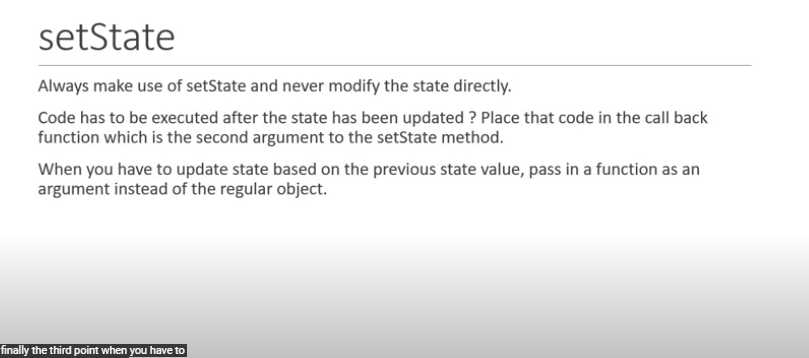 setState
Always make use of setState and never modify the state directly.
Code has to be executed after the state has been updated ? Place that code in the call back
function which is the second argument to the setState method.
When you have to update state based on the previous state value, pass in a function as an
argument instead of the regular object.
finally the third point when you have to